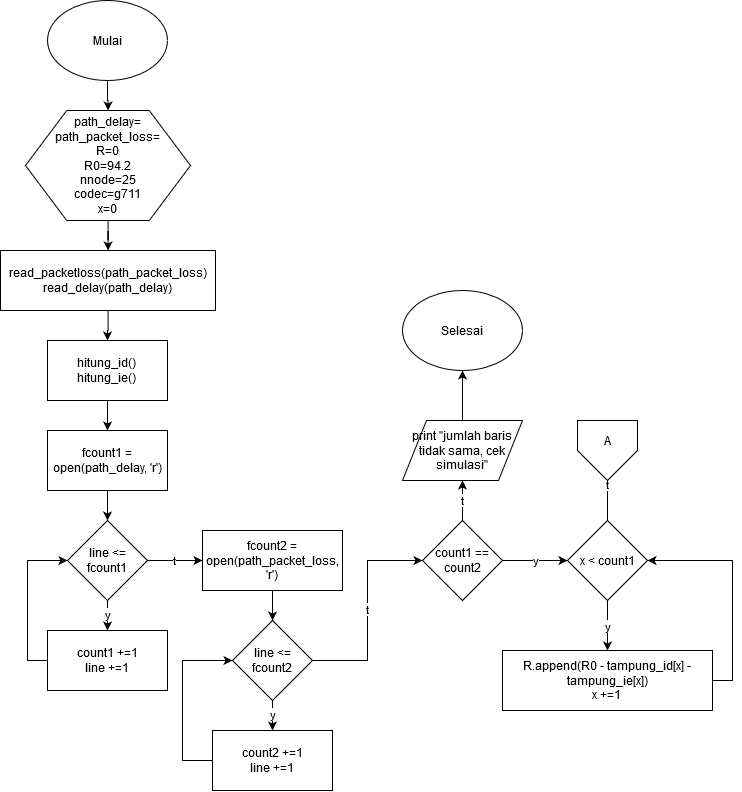 Mulai
path_delay=
path_packet_loss=
R=0
R0=94.2
nnode=25
codec=g711
x=0
read_packetloss(path_packet_loss)
read_delay(path_delay)
hitung_id()
hitung_ie()
fcount1 =
open(path_delay, 'r')
line <=
fcount1
t
y
count1 +=1
line +=1
fcount2 =
open(path_packet_loss,
'r')
line <=
fcount2
t
y
count2 +=1
line +=1
count1 ==
count2
t
y
print "jumlah baris
tidak sama, cek
simulasi"
Selesai
x < count1
t
A
y
R.append(R0 - tampung_id[x] -
tampung_ie[x])
x +=1